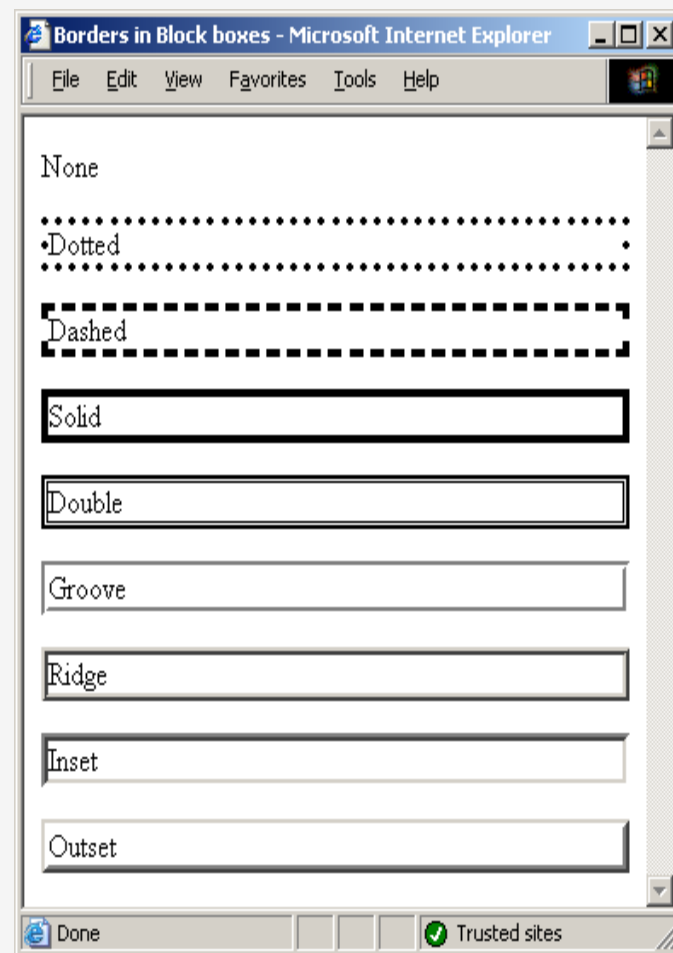 Borders in Block boxes - Microsoft Internet Explorer
File Edit View Favorites Tools Help
None
Dotted
Dashed
Solid
Double
Groove
Ridge
Inset
Outset
Done Trusted sites